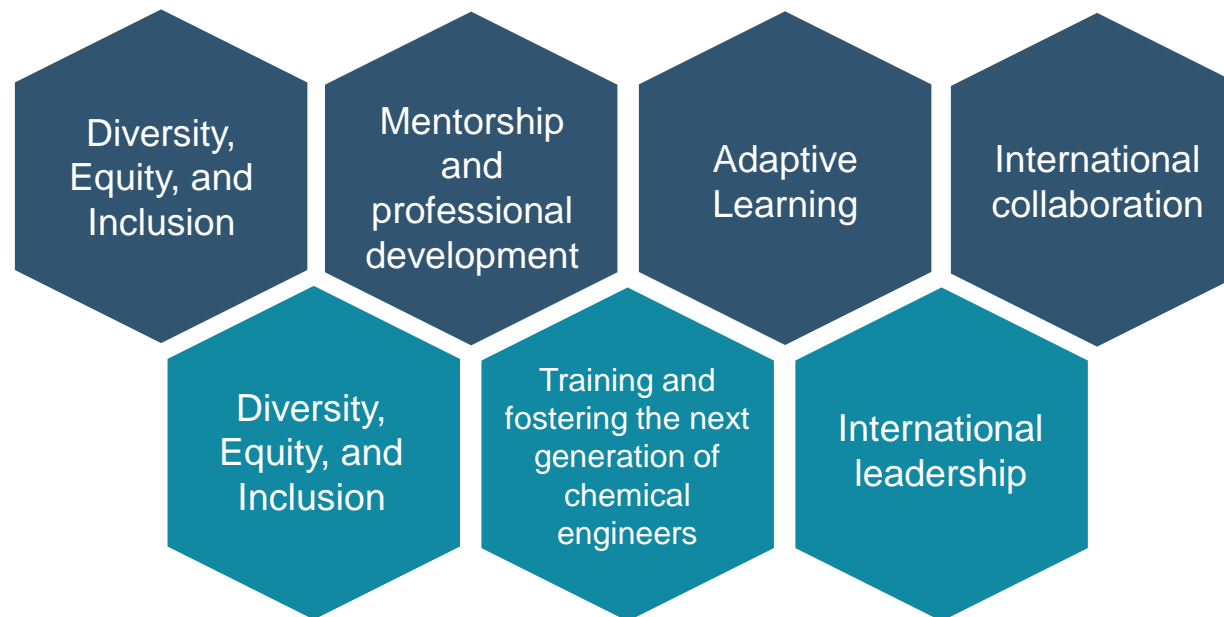 Diversity,
Equity, and
Inclusion
Mentorship
and
professional
development
Adaptive
Learning
International
collaboration
Diversity,
Equity, and
Inclusion
Training and
fostering the next
generation of
chemical
engineers
International
leadership